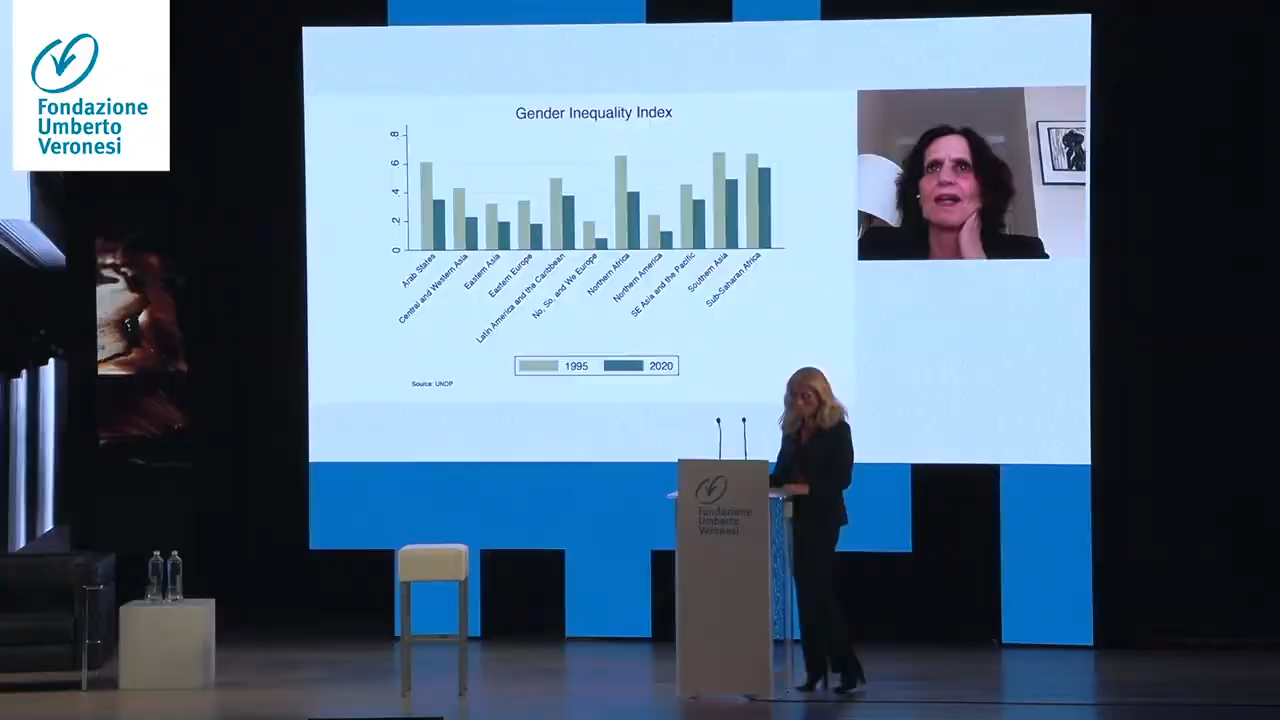 Fondazione
Umberto
Veronesi
Gender Inequality Index
.8
.6
.4
.2
0
Arab States
Central and Western Asia
Eastern Asia
Eastern Europe
Latin America and the Caribbean
No, So, and We Europe
Northern Africa
Northern America
SE Asia and the Pacific
Southern Asia
Sub-Saharan Africa
1995
2020
Source: UNDP
Fondazione
Umberto
Veronesi